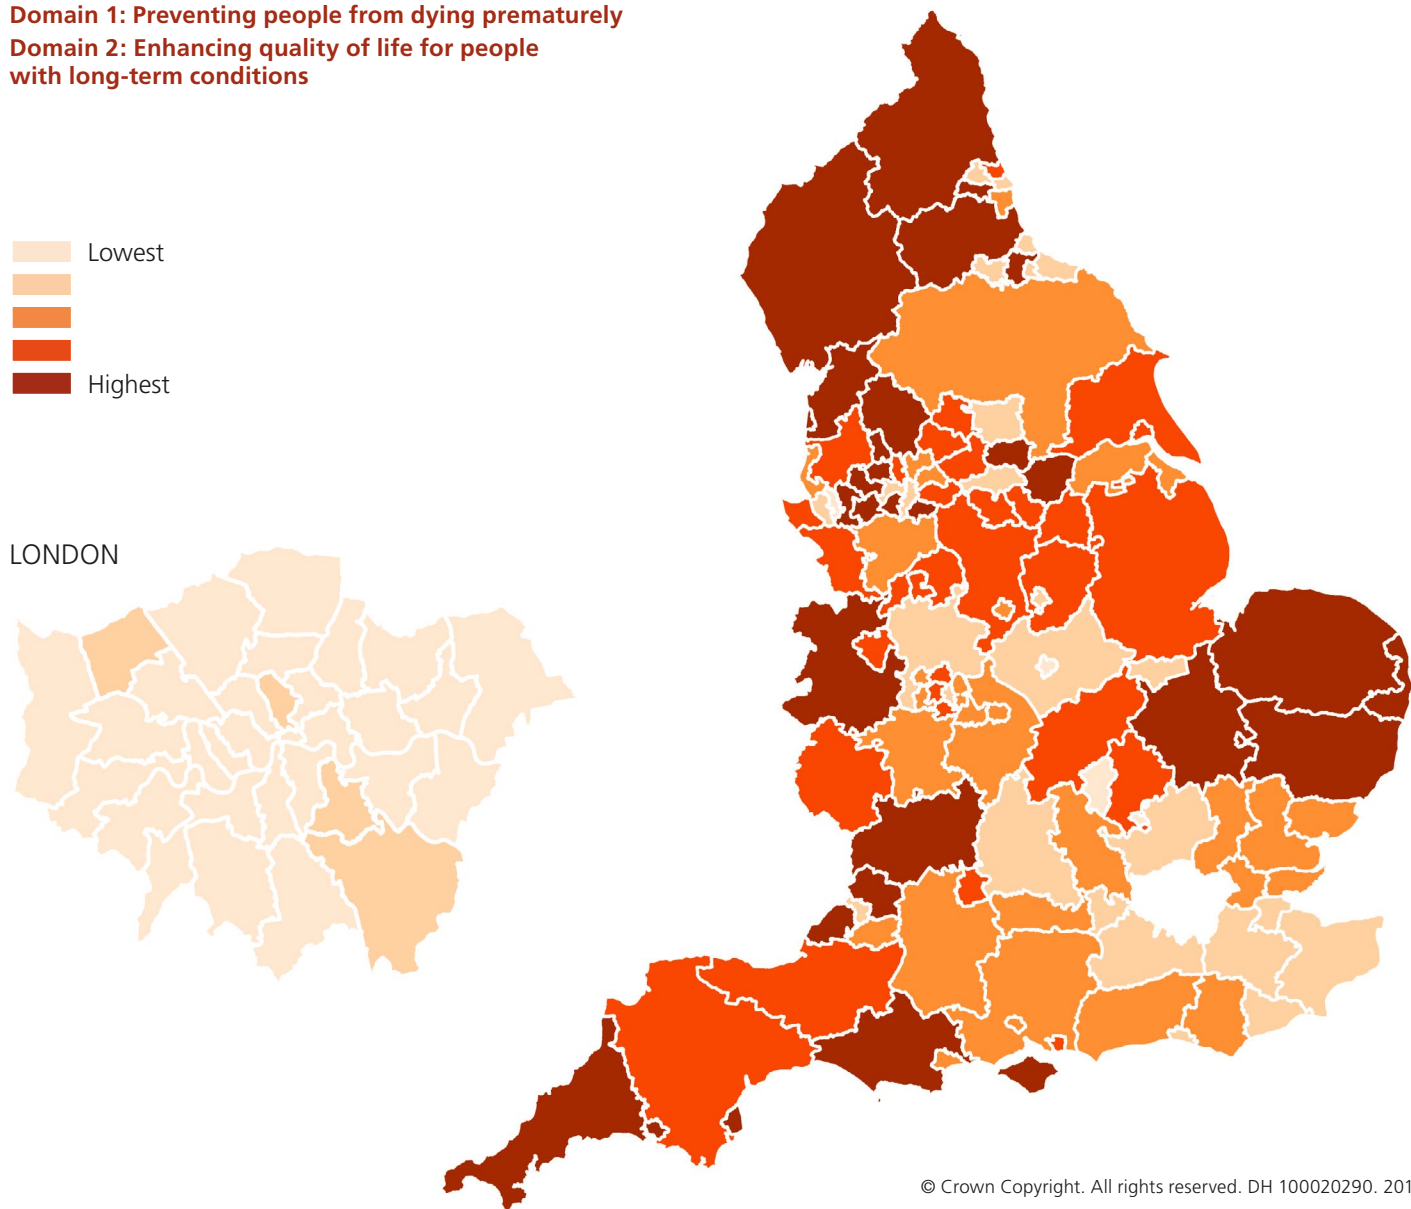 Domain 1: Preventing people from dying prematurely
Domain 2: Enhancing quality of life for people
with long-term conditions
Lowest
Highest
LONDON
© Crown Copyright. All rights reserved. DH 100020290. 201